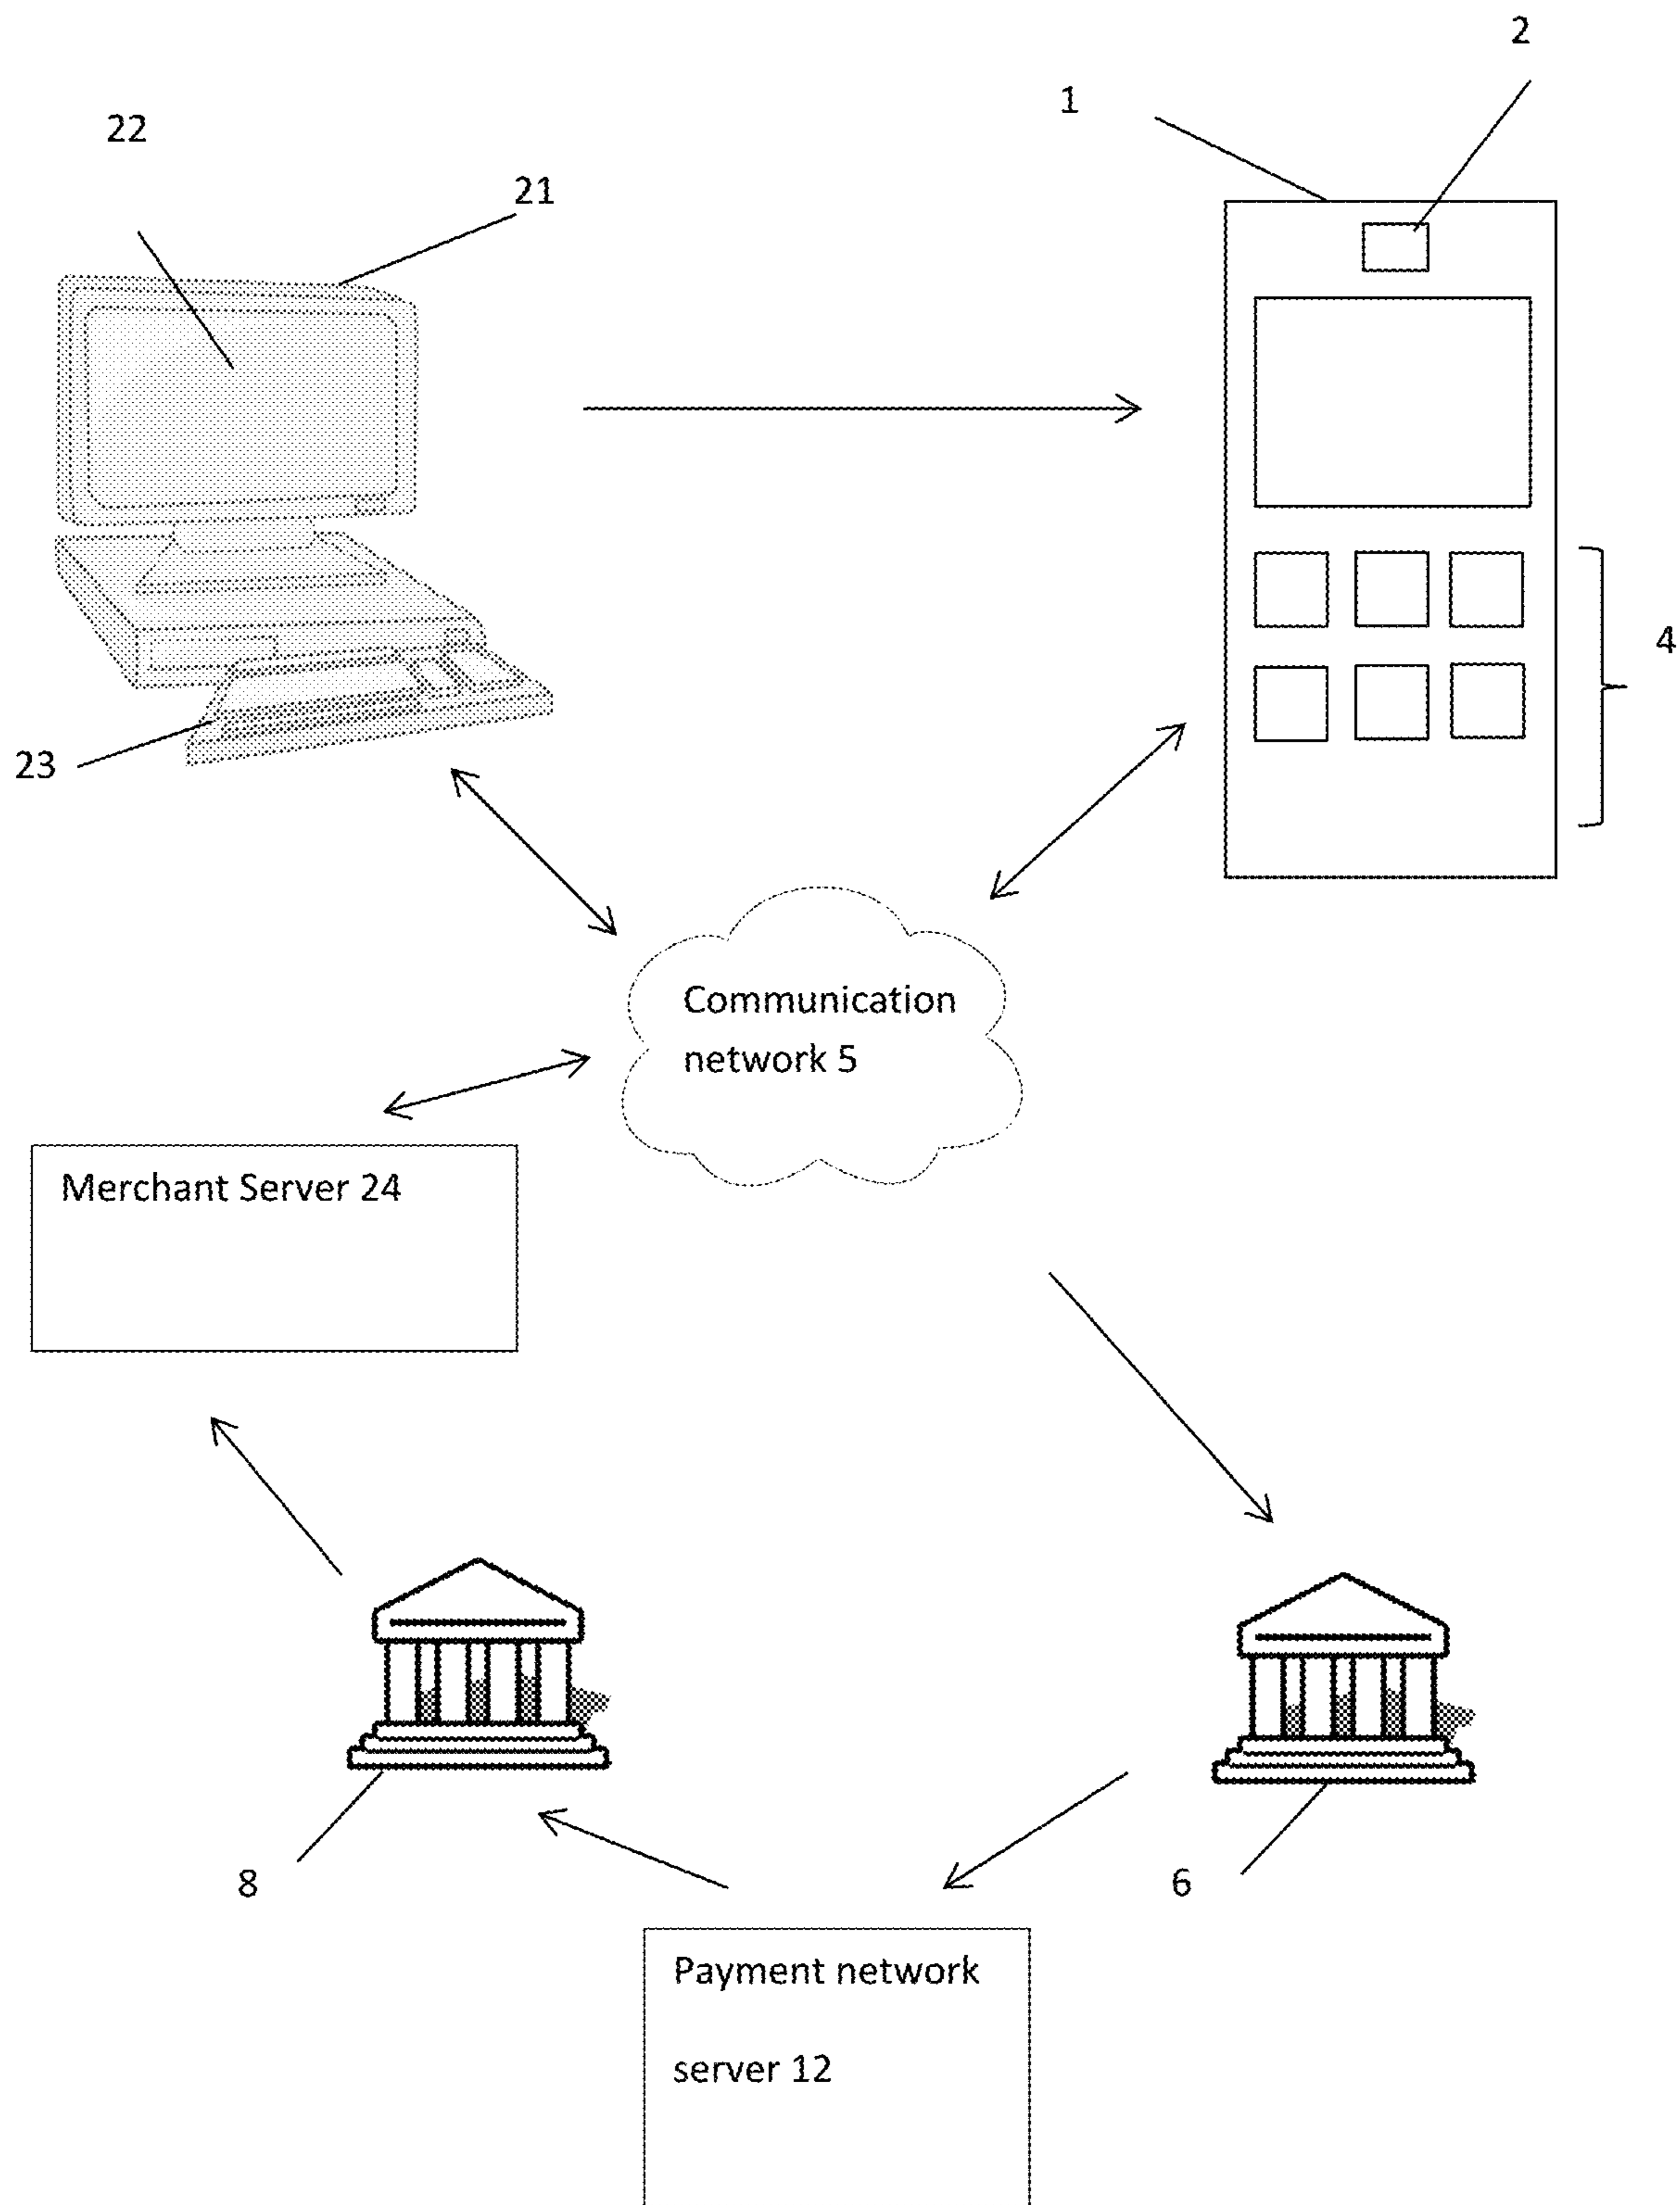 2
1
22
21
4
23
Communication
network 5
Merchant Server 24
8
6
Payment network
server 12